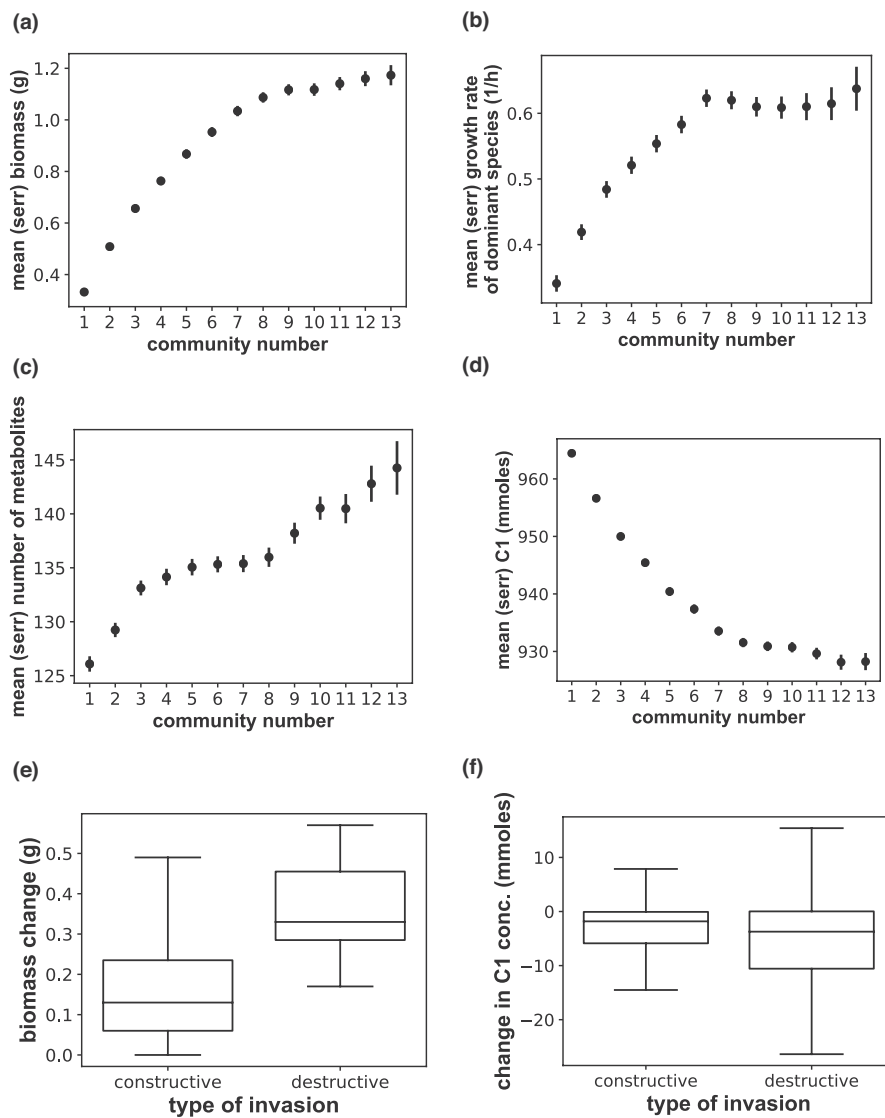 (a)
mean (serr) biomass (g)
1.2
1.0
0.8
0.6
0.4
1 2 3 4 5 6 7 8 9 10 11 12 13
community number
(b)
mean (serr) growth rate
of dominant species (1/h)
0.6
0.5
0.4
1 2 3 4 5 6 7 8 9 10 11 12 13
community number
(c)
mean (serr) number of metabolites
145
140
135
130
125
1 2 3 4 5 6 7 8 9 10 11 12 13
community number
(d)
mean (serr) C1 (mmoles)
960
950
940
930
1 2 3 4 5 6 7 8 9 10 11 12 13
community number
(e)
biomass change (g)
0.5
0.4
0.3
0.2
0.1
0.0
constructive destructive
type of invasion
(f)
change in C1 conc. (mmoles)
10
0
−10
−20
constructive destructive
type of invasion